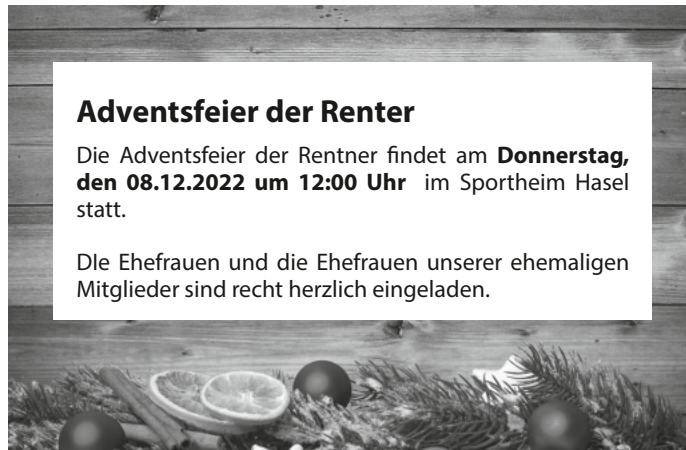 Adventsfeier der Renter
Die Adventsfeier der Rentner findet am Donnerstag,
den 08.12.2022 um 12:00 Uhr im Sportheim Hasel
statt.
DIe Ehefrauen und die Ehefrauen unserer ehemaligen
Mitglieder sind recht herzlich eingeladen.